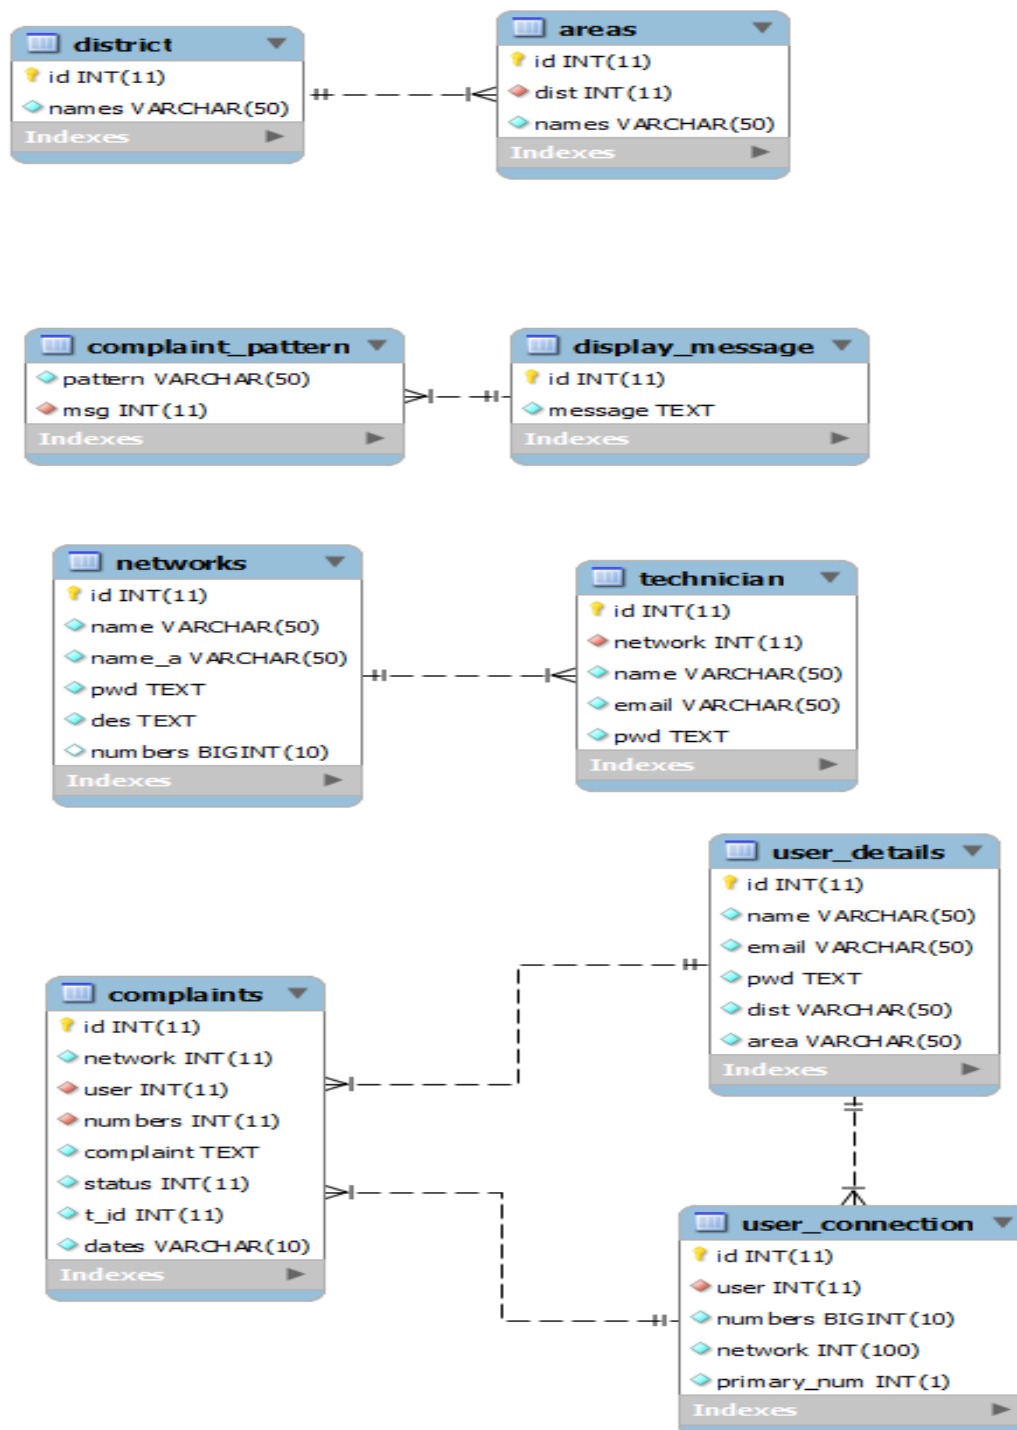 district
id INT(11)
names VARCHAR(50)
Indexes
areas
id INT(11)
dist INT(11)
names VARCHAR(50)
Indexes
complaint_pattern
pattern VARCHAR(50)
msg INT(11)
Indexes
display_message
id INT(11)
message TEXT
Indexes
networks
id INT(11)
name VARCHAR(50)
name_a VARCHAR(50)
pwd TEXT
des TEXT
numbers BIGINT(10)
Indexes
technician
id INT(11)
network INT(11)
name VARCHAR(50)
email VARCHAR(50)
pwd TEXT
Indexes
user_details
id INT(11)
name VARCHAR(50)
email VARCHAR(50)
pwd TEXT
dist VARCHAR(50)
area VARCHAR(50)
Indexes
complaints
id INT(11)
network INT(11)
user INT(11)
numbers INT(11)
complaint TEXT
status INT(11)
t_id INT(11)
dates VARCHAR(10)
Indexes
user_connection
id INT(11)
user INT(11)
numbers BIGINT(10)
network INT(100)
primary_num INT(1)
Indexes